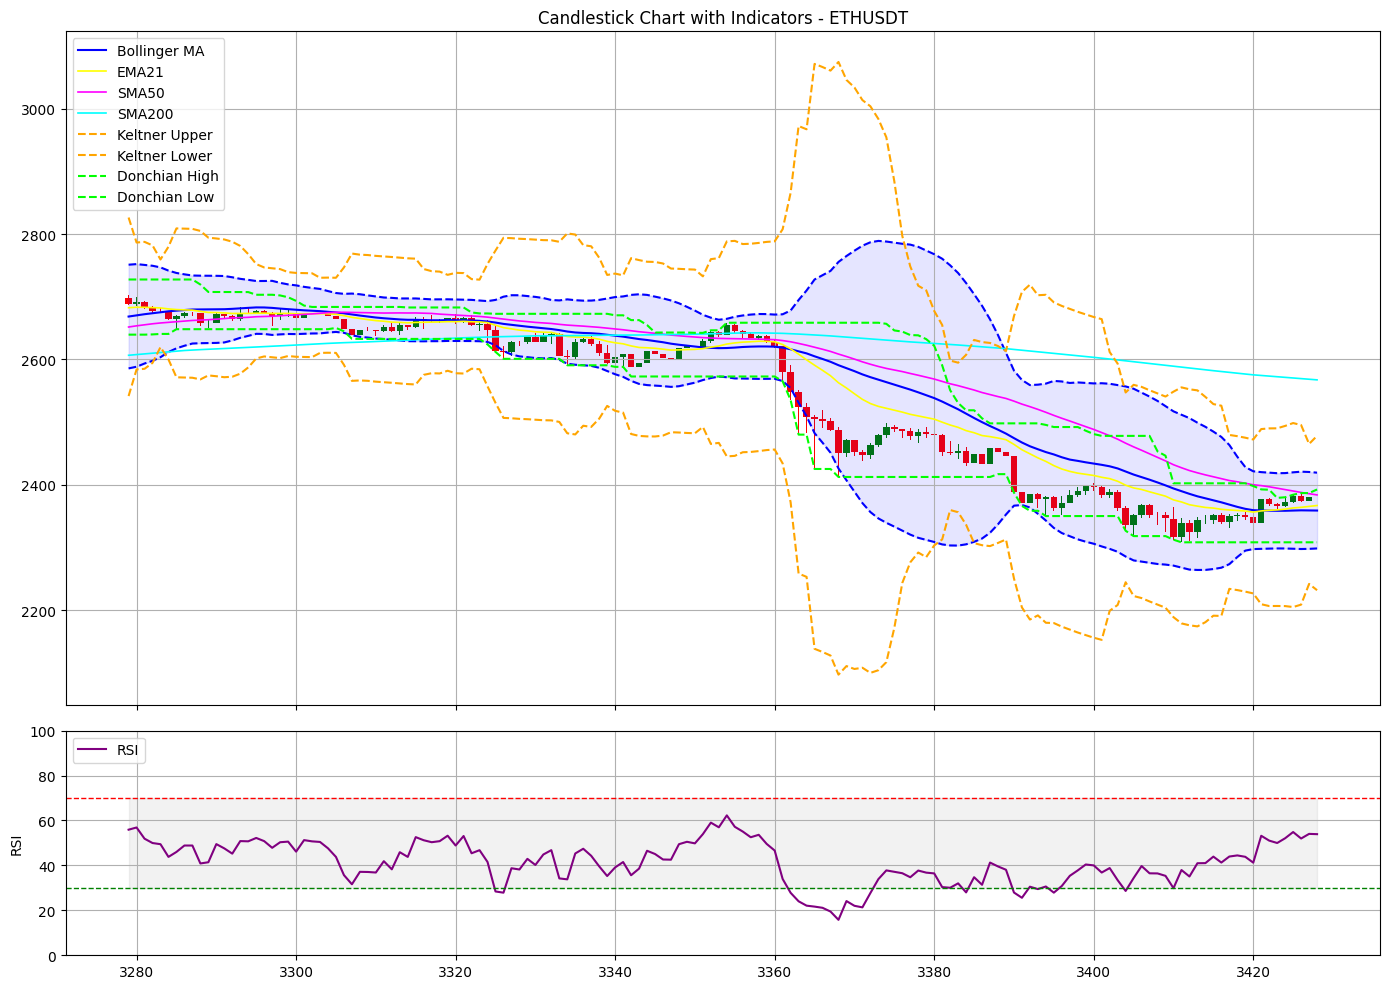 Candlestick Chart with Indicators - ETHUSDT
Bollinger MA
EMA21
SMA50
SMA200
Keltner Upper
Keltner Lower
Donchian High
Donchian Low
3000
2800
2600
2400
2200
RSI
100
80
60
40
20
0
RSI
3280
3300
3320
3340
3360
3380
3400
3420